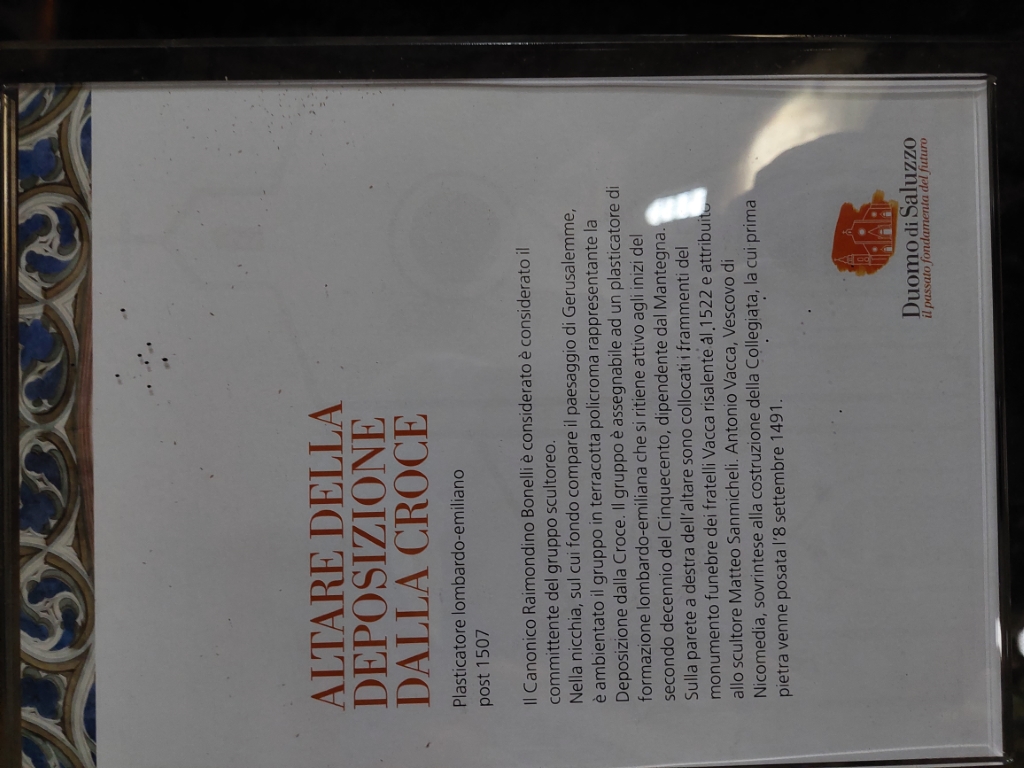 ALTARE DELLA
DEPOSIZIONE
DALLA CROCE
Plasticatore lombardo-emiliano
post 1507
Il Canonico Raimondino Bonelli è considerato è considerato il
committente del gruppo scultoreo.
Nella nicchia, sul cui fondo compare il paesaggio di Gerusalemme,
è ambientato il gruppo in terracotta policroma rappresentante la
Deposizione dalla Croce. Il gruppo è assegnabile ad un plasticatore di
formazione lombardo-emiliana che si ritiene attivo agli inizi del
secondo decennio del Cinquecento, dipendente dal Mantegna.
Sulla parete a destra dell'altare sono collocati i frammenti del
monumento funebre dei fratelli Vacca risalente al 1522 e attribuito
allo scultore Matteo Sanmicheli. Antonio Vacca, Vescovo di
Nicomedia, sovrintese alla costruzione della Collegiata, la cui prima
pietra venne posata l'8 settembre 1491.
Duomo di Saluzzo
il passato fondamenta del futuro